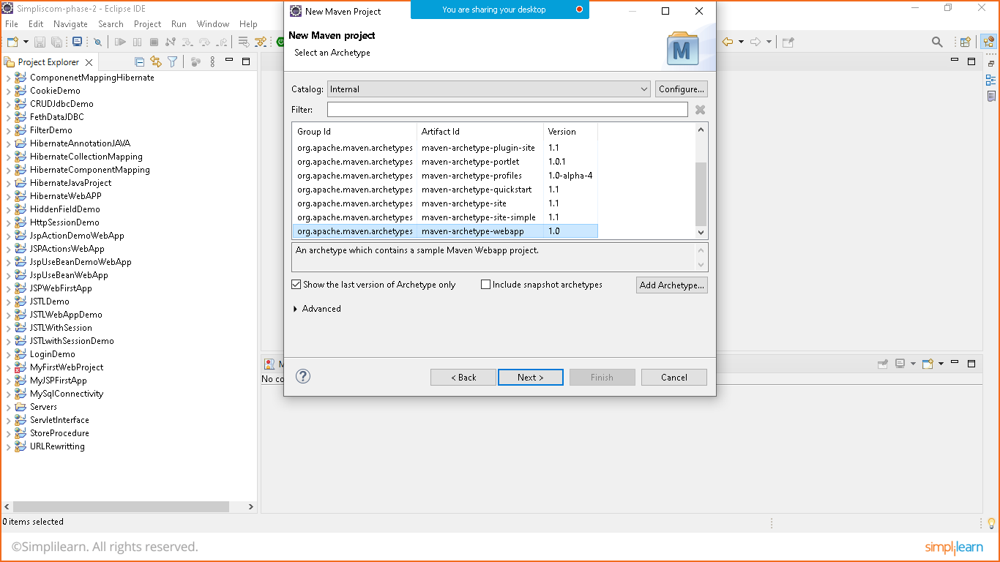 Simpliscom-phase-2 - Eclipse IDE
File Edit Navigate Search Project Run Window Help
Project Explorer
ComponenetMappingHibernate
CookieDemo
CRUDJdbcDemo
FethDataJDBC
FilterDemo
HibernateAnnotationJAVA
HibernateCollectionMapping
HibernateComponentMapping
HibernateJavaProject
HibernateWebAPP
HiddenFieldDemo
HttpSessionDemo
JspActionDemoWebApp
JSPActionsWebApp
JspUseBeanDemoWebApp
JspUseBeanWebApp
JSPWebFirstApp
JSTLDemo
JSTLWebAppDemo
JSTLWithSession
JSTLwithSessionDemo
LoginDemo
MyFirstWebProject
MyJSPFirstApp
MySqlConnectivity
Servers
ServletInterface
StoreProcedure
URLRewritting
0 items selected
New Maven Project
You are sharing your desktop
New Maven project
Select an Archetype
M
Catalog: Internal Configure...
Filter:
Group Id Artifact Id Version
org.apache.maven.archetypes maven-archetype-plugin-site 1.1
org.apache.maven.archetypes maven-archetype-portlet 1.0.1
org.apache.maven.archetypes maven-archetype-profiles 1.0-alpha-4
org.apache.maven.archetypes maven-archetype-quickstart 1.1
org.apache.maven.archetypes maven-archetype-site 1.1
org.apache.maven.archetypes maven-archetype-site-simple 1.1
org.apache.maven.archetypes maven-archetype-webapp 1.0
An archetype which contains a sample Maven Webapp project.
Show the last version of Archetype only Include snapshot archetypes Add Archetype...
Advanced
< Back Next > Finish Cancel
No co
©Simplilearn. All rights reserved.
simplilearn